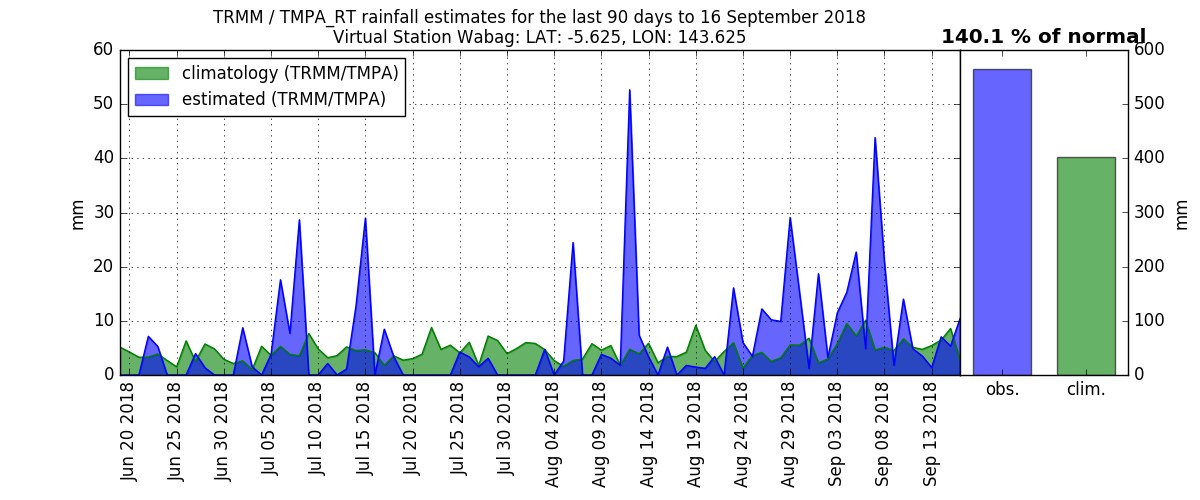 TRMM / TMPA_RT rainfall estimates for the last 90 days to 16 September 2018
Virtual Station Wabag: LAT: -5.625, LON: 143.625
140.1 % of normal
climatology (TRMM/TMPA)
estimated (TRMM/TMPA)
60
50
40
30
20
10
0
mm
600
500
400
300
200
100
0
mm
Jun 20 2018
Jun 25 2018
Jun 30 2018
Jul 05 2018
Jul 10 2018
Jul 15 2018
Jul 20 2018
Jul 25 2018
Jul 30 2018
Aug 04 2018
Aug 09 2018
Aug 14 2018
Aug 19 2018
Aug 24 2018
Aug 29 2018
Sep 03 2018
Sep 08 2018
Sep 13 2018
obs.
clim.